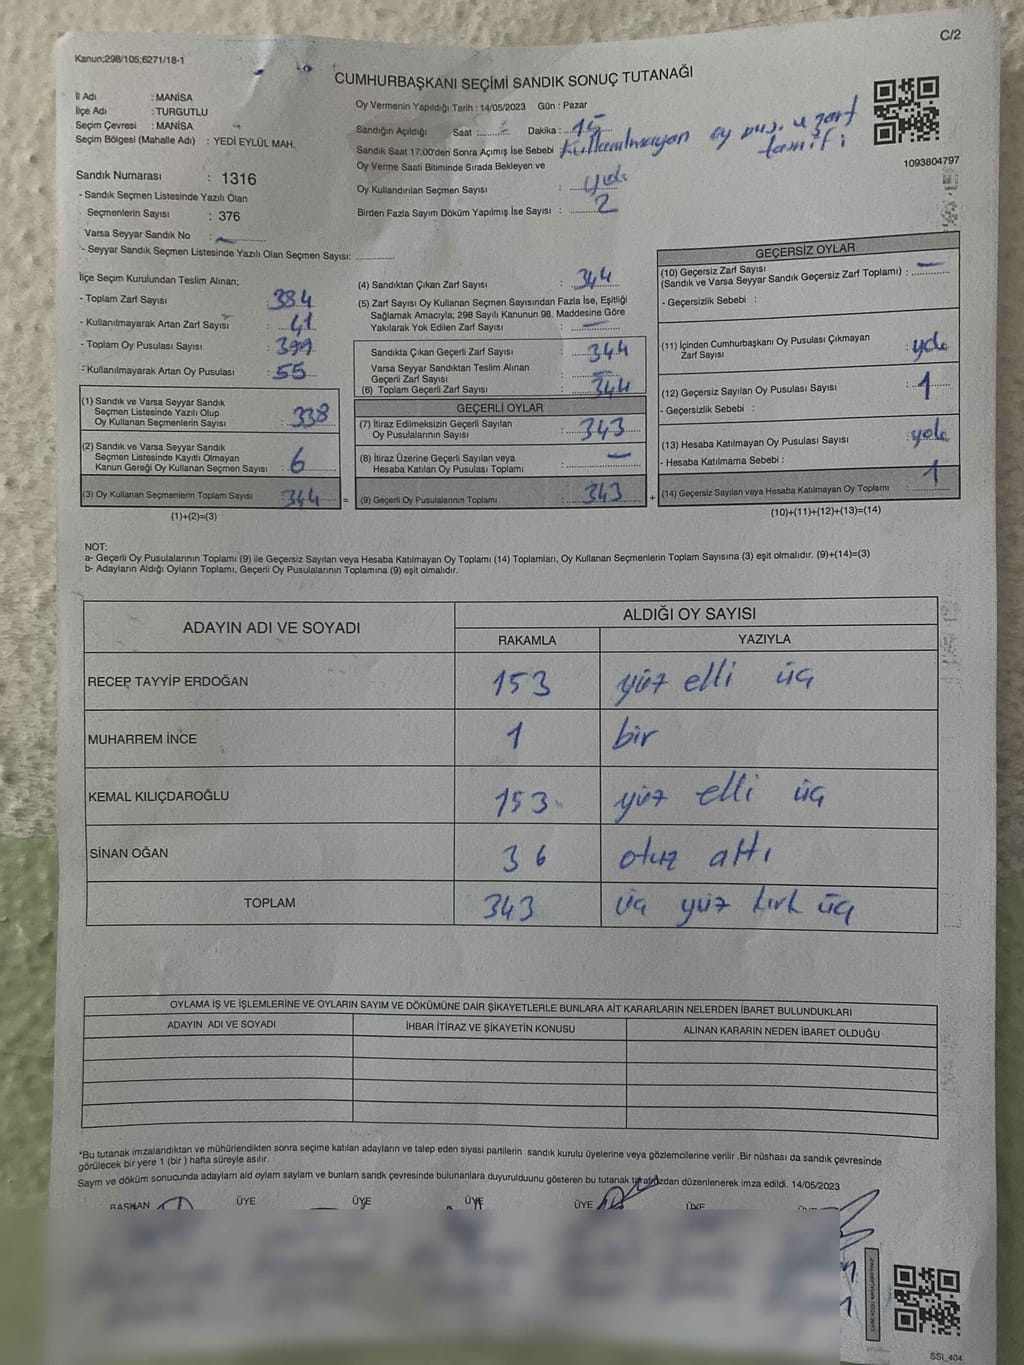 C/2
Kanun;298/105;6271/18-1
CUMHURBAŞKANI SEÇİMİ SANDIK SONUÇ TUTANAĞI
İl Adı : MANİSA
İlçe Adı : TURGUTLU
Seçim Çevresi : MANİSA
Seçim Bölgesi (Mahalle Adı) : YEDİ EYLÜL MAH.
Sandık Numarası : 1316
- Sandık Seçmen Listesinde Yazılı Olan
Seçmenlerin Sayısı : 376
Varsa Seyyar Sandık No
- Seyyar Sandık Seçmen Listesinde Yazılı Olan Seçmen Sayısı:
Oy Vermenin Yapıldığı Tarih : 14/05/2023 Gün : Pazar
Sandığın Açıldığı Saat : Dakika : 15
Sandık Saat 17:00'den Sonra Açımış İse Sebebi : Kullanılmayan oy pus. ve zarf
tasnifi
Oy Verme Saati Bitiminde Sırada Bekleyen ve
Oy Kullandırılan Seçmen Sayısı : yok
Birden Fazla Sayım Döküm Yapılmış İse Sayısı : 2
1093804797
İlçe Seçim Kurulundan Teslim Alınan;
- Toplam Zarf Sayısı : 384
- Kullanılmayarak Artan Zarf Sayısı : 41
- Toplam Oy Pusulası Sayısı : 399
- Kullanılmayarak Artan Oy Pusulası : 55
(1) Sandık ve Varsa Seyyar Sandık
Seçmen Listesinde Yazılı Olup
Oy Kullanan Seçmenlerin Sayısı : 338
(2) Sandık ve Varsa Seyyar Sandık
Seçmen Listesinde Kayıtlı Olmayan
Kanun Gereği Oy Kullanan Seçmen Sayısı : 6
(3) Oy Kullanan Seçmenlerin Toplam Sayısı : 344 =
(1)+(2)=(3)
(4) Sandıktan Çıkan Zarf Sayısı : 344
(5) Zarf Sayısı Oy Kullanan Seçmen Sayısından Fazla İse, Eşitliği
Sağlamak Amacıyla; 298 Sayılı Kanunun 98. Maddesine Göre
Yakılarak Yok Edilen Zarf Sayısı : —
Sandıkta Çıkan Geçerli Zarf Sayısı : 344
Varsa Seyyar Sandıktan Teslim Alınan
Geçerli Zarf Sayısı
(6) Toplam Geçerli Zarf Sayısı : 344
GEÇERLİ OYLAR
(7) İtiraz Edilmeksizin Geçerli Sayılan
Oy Pusulalarının Sayısı : 343
(8) İtiraz Üzerine Geçerli Sayılan veya
Hesaba Katılan Oy Pusulası Toplamı : —
(9) Geçerli Oy Pusulalarının Toplamı : 343 +
GEÇERSİZ OYLAR
(10) Geçersiz Zarf Sayısı —
(Sandık ve Varsa Seyyar Sandık Geçersiz Zarf Toplamı) :
- Geçersizlik Sebebi :
(11) İçinden Cumhurbaşkanı Oy Pusulası Çıkmayan
Zarf Sayısı : yok
(12) Geçersiz Sayılan Oy Pusulası Sayısı : 1
- Geçersizlik Sebebi :
(13) Hesaba Katılmayan Oy Pusulası Sayısı : yok
- Hesaba Katılmama Sebebi :
(14) Geçersiz Sayılan veya Hesaba Katılmayan Oy Toplamı : 1
(10)+(11)+(12)+(13)=(14)
NOT:
a- Geçerli Oy Pusulalarının Toplamı (9) ile Geçersiz Sayılan veya Hesaba Katılmayan Oy Toplamı (14) Toplamları, Oy Kullanan Seçmenlerin Toplam Sayısına (3) eşit olmalıdır. (9)+(14)=(3)
b- Adayların Aldığı Oyların Toplamı, Geçerli Oy Pusulalarının Toplamına (9) eşit olmalıdır.
ADAYIN ADI VE SOYADI
ALDIĞI OY SAYISI
RAKAMLA YAZIYLA
RECEP TAYYİP ERDOĞAN 153 yüz elli üç
MUHARREM İNCE 1 bir
KEMAL KILIÇDAROĞLU 153 yüz elli üç
SİNAN OĞAN 36 otuz altı
TOPLAM 343 üç yüz kırk üç
OYLAMA İŞ VE İŞLEMLERİNE VE OYLARIN SAYIM VE DÖKÜMÜNE DAİR ŞİKAYETLERLE BUNLARA AİT KARARLARIN NELERDEN İBARET BULUNDUKLARI
ADAYIN ADI VE SOYADI İHBAR İTİRAZ VE ŞİKAYETİN KONUSU ALINAN KARARIN NEDEN İBARET OLDUĞU
*Bu tutanak imzalandıktan ve mühürlendikten sonra seçime katılan adayların ve talep eden siyasi partilerin sandık kurulu üyelerine veya gözlemcilerine verilir .Bir nüshası da sandık çevresinde
görülecek bir yere 1 (bir ) hafta süreyle asılır.
Sayım ve döküm sonucunda adayların ald oyların sayıları ve bunların sandk çevresinde bulunanlara duyurulduunu gösteren bu tutanak tarafımızdan düzenlenerek imza edildi. 14/05/2023
BAŞKAN ÜYE ÜYE ÜYE ÜYE ÜYE
SSİ_404